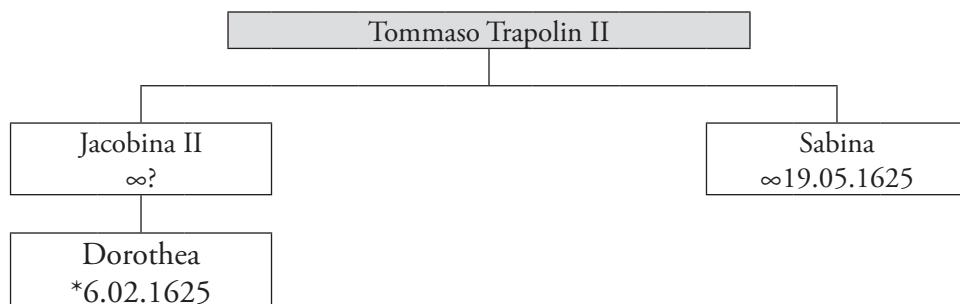 Tommaso Trapolin II
Jacobina II
∞?
Sabina
∞19.05.1625
Dorothea
*6.02.1625